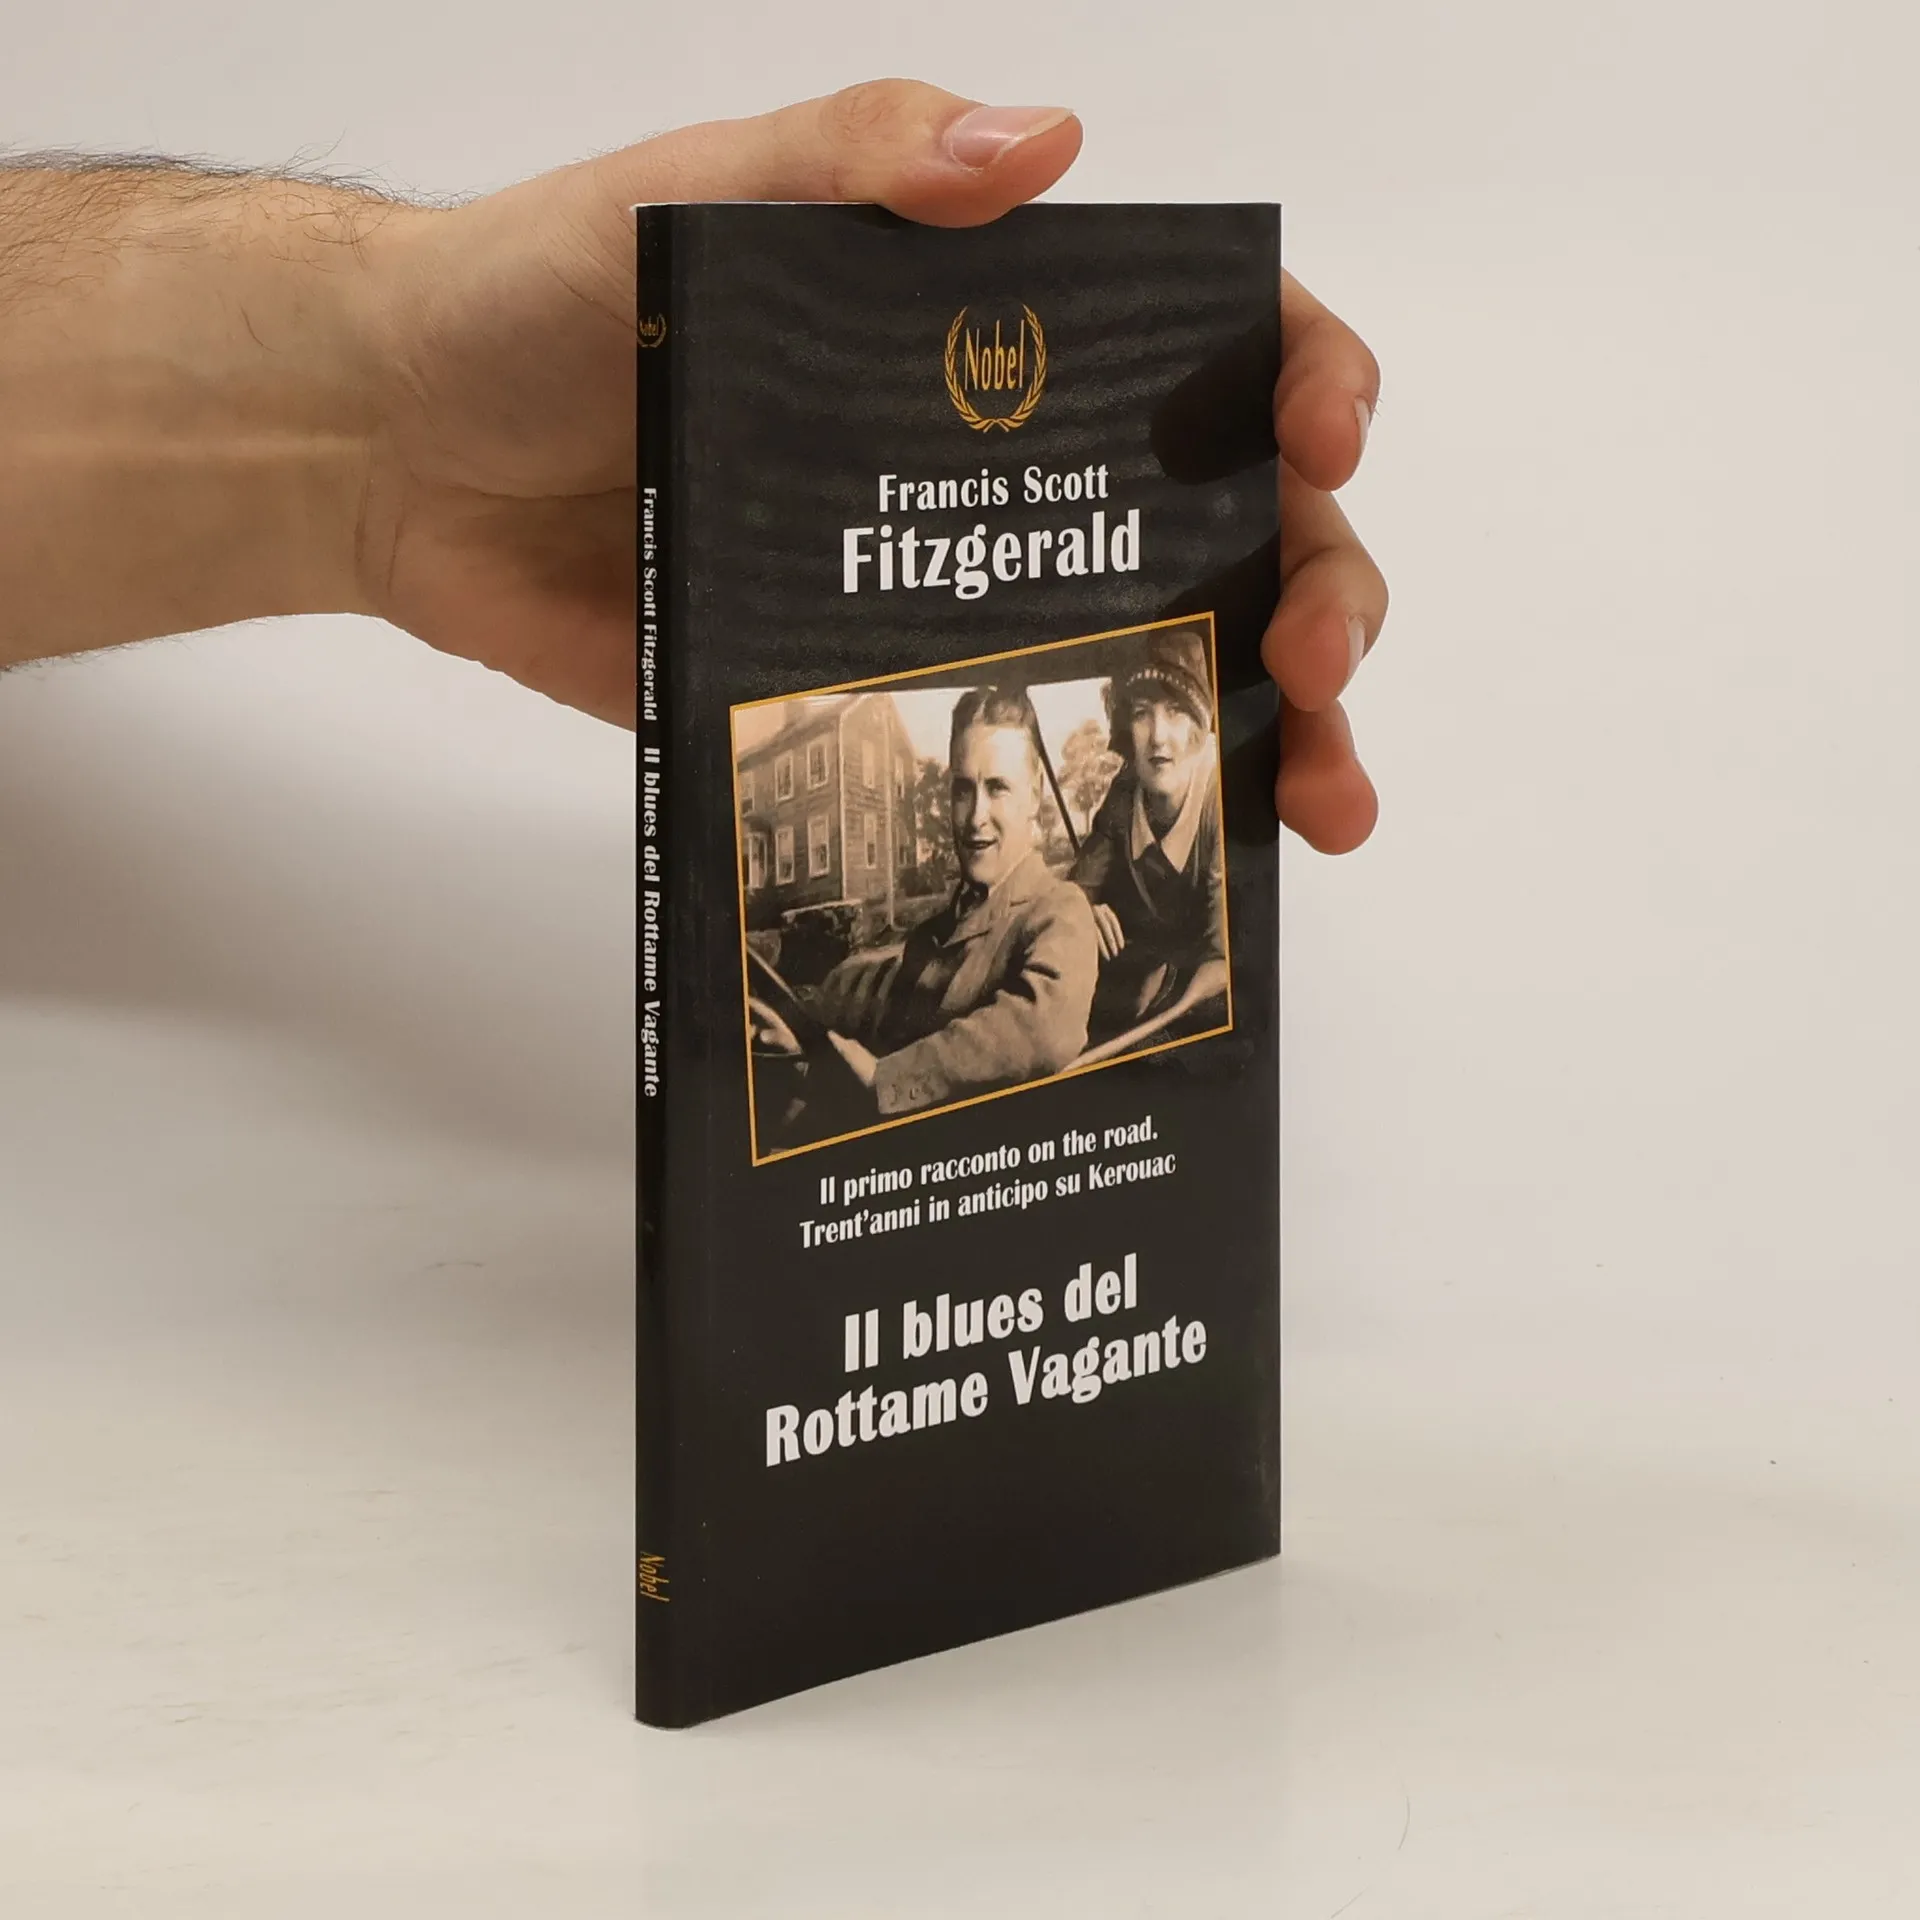 Nobel
Francis Scott
Fitzgerald
Il primo racconto on the road.
Trent'anni in anticipo su Kerouac
Il blues del
Rottame Vagante
Nobel
Francis Scott Fitzgerald Il blues del Rottame Vagante
Nobel